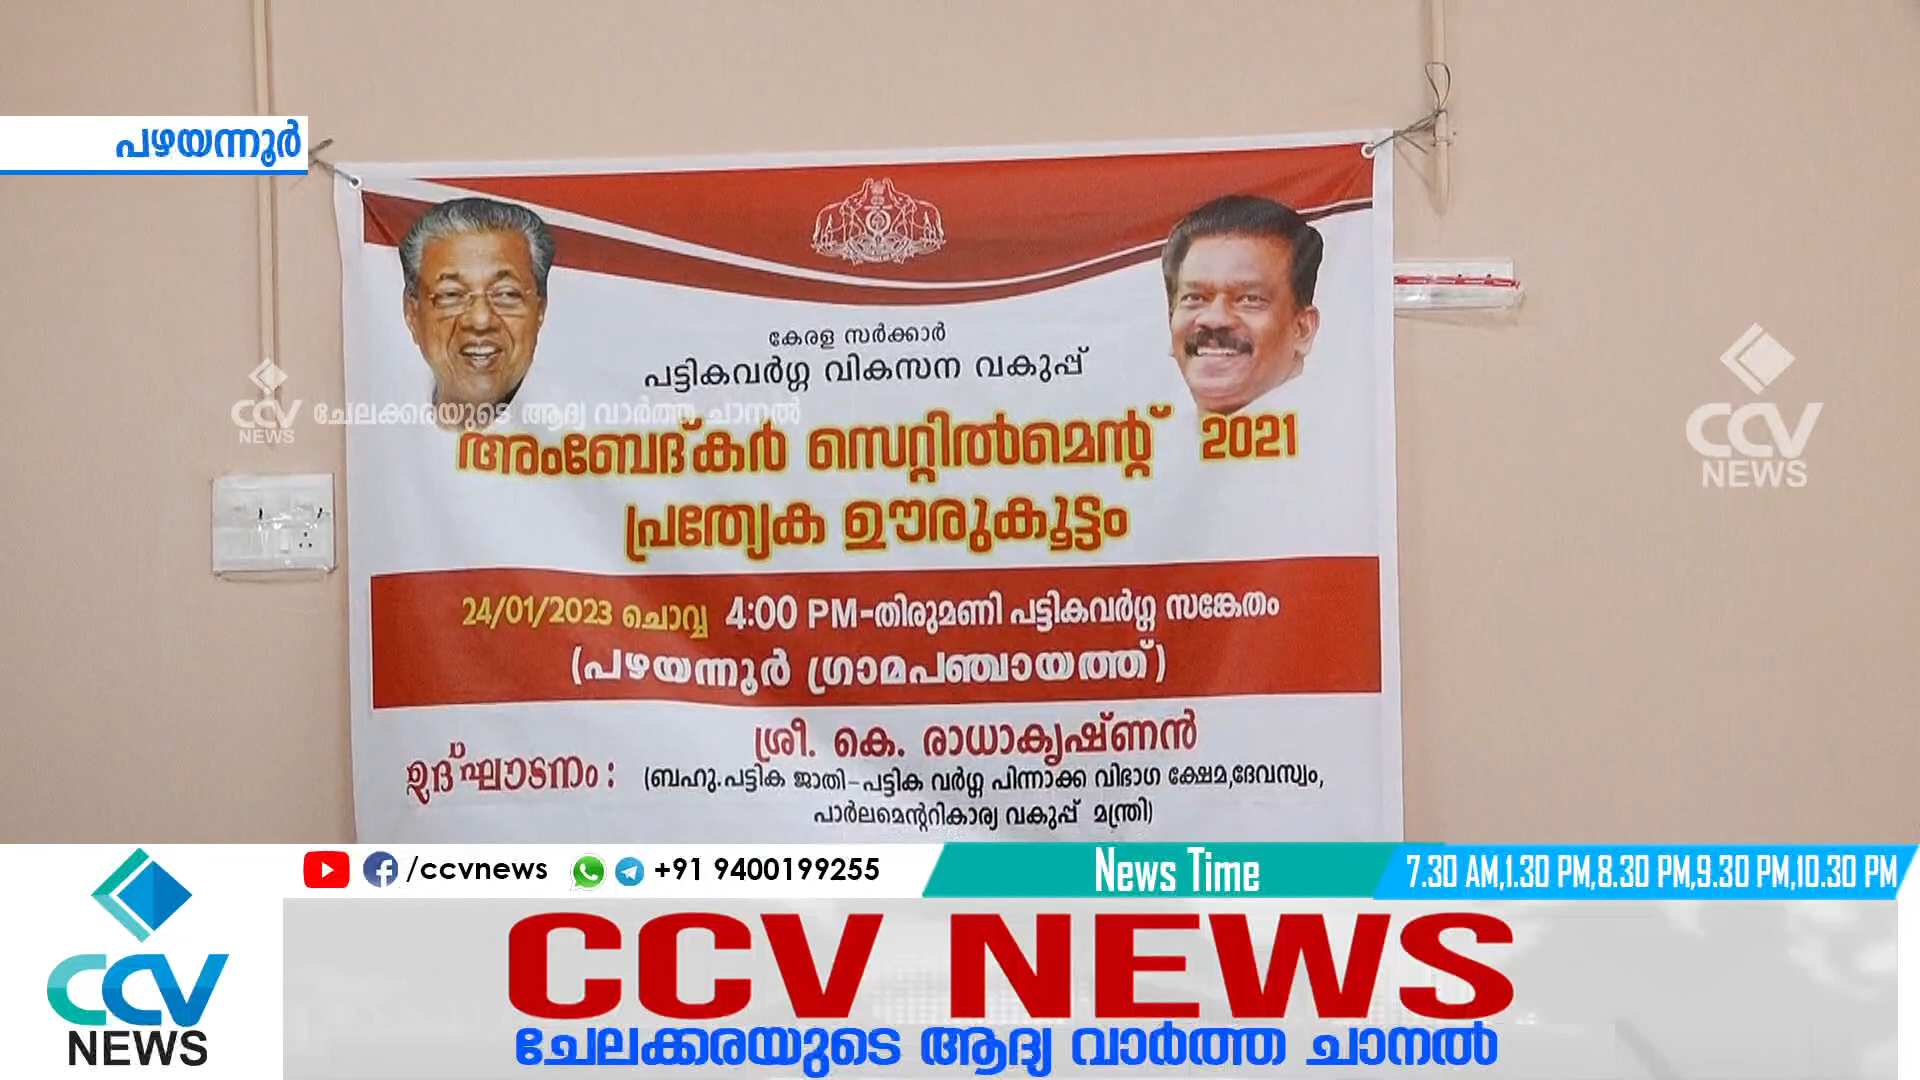 പഴയന്നൂർ
കേരള സർക്കാർ
പട്ടികവർഗ്ഗ വികസന വകുപ്പ്
CCV NEWS ചേലക്കരയുടെ ആദ്യ വാർത്ത ചാനൽ
CCV NEWS
അംബേദ്കർ സെറ്റിൽമെന്റ് 2021
പ്രത്യേക ഊരുകൂട്ടം
24/01/2023 ചൊവ്വ 4:00 PM-തിരുമണി പട്ടികവർഗ്ഗ സങ്കേതം
(പഴയന്നൂർ ഗ്രാമപഞ്ചായത്ത്)
ഉദ്ഘാടനം: ശ്രീ. കെ. രാധാകൃഷ്ണൻ
(ബഹു.പട്ടിക ജാതി-പട്ടിക വർഗ്ഗ പിന്നാക്ക വിഭാഗ ക്ഷേമ,ദേവസ്വം,
പാർലമെന്ററികാര്യ വകുപ്പ് മന്ത്രി)
/ccvnews +91 9400199255 News Time 7.30 AM,1.30 PM,8.30 PM,9.30 PM,10.30 PM
CCV NEWS
CCV NEWS
ചേലക്കരയുടെ ആദ്യ വാർത്ത ചാനൽ